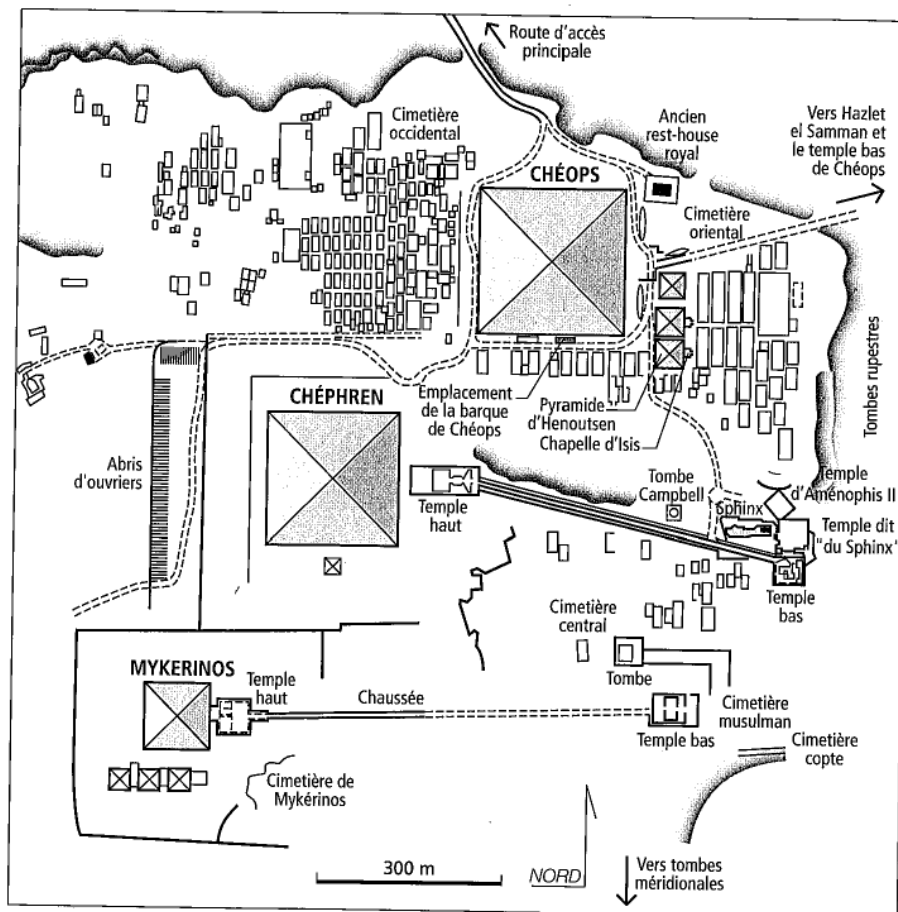 Route d'accès
principale
Cimetière
occidental
Ancien
rest-house
royal
Vers Hazlet
el Samman et
le temple bas
de Chéops
CHÉOPS
Cimetière
oriental
Tombes rupestres
CHÉPHREN
Emplacement
de la barque
de Chéops
Pyramide
d'Henoutsen
Chapelle d'Isis
Abris
d'ouvriers
Temple
haut
Tombe
Campbell
Sphinx
Temple
d'Aménophis II
Temple dit
"du Sphinx"
Temple
bas
Cimetière
central
MYKERINOS
Temple
haut
Chaussée
Tombe
Temple bas
Cimetière
musulman
Cimetière
copte
Cimetière de
Mykérinos
300 m
NORD
Vers tombes
méridionales